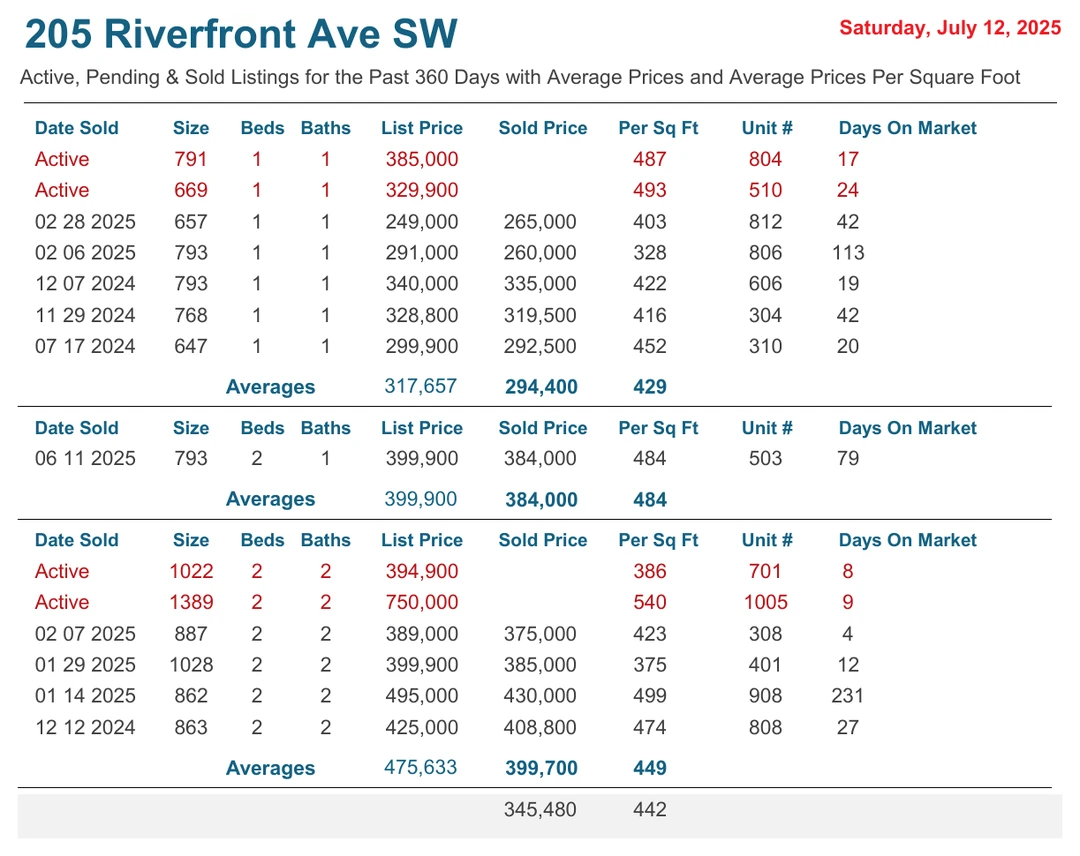 205 Riverfront Ave SW
Saturday, July 12, 2025
Active, Pending & Sold Listings for the Past 360 Days with Average Prices and Average Prices Per Square Foot
Date Sold Size Beds Baths List Price Sold Price Per Sq Ft Unit # Days On Market
Active 791 1 1 385,000 487 804 17
Active 669 1 1 329,900 493 510 24
02 28 2025 657 1 1 249,000 265,000 403 812 42
02 06 2025 793 1 1 291,000 260,000 328 806 113
12 07 2024 793 1 1 340,000 335,000 422 606 19
11 29 2024 768 1 1 328,800 319,500 416 304 42
07 17 2024 647 1 1 299,900 292,500 452 310 20
Averages 317,657 294,400 429
Date Sold Size Beds Baths List Price Sold Price Per Sq Ft Unit # Days On Market
06 11 2025 793 2 1 399,900 384,000 484 503 79
Averages 399,900 384,000 484
Date Sold Size Beds Baths List Price Sold Price Per Sq Ft Unit # Days On Market
Active 1022 2 2 394,900 386 701 8
Active 1389 2 2 750,000 540 1005 9
02 07 2025 887 2 2 389,000 375,000 423 308 4
01 29 2025 1028 2 2 399,900 385,000 375 401 12
01 14 2025 862 2 2 495,000 430,000 499 908 231
12 12 2024 863 2 2 425,000 408,800 474 808 27
Averages 475,633 399,700 449
345,480 442